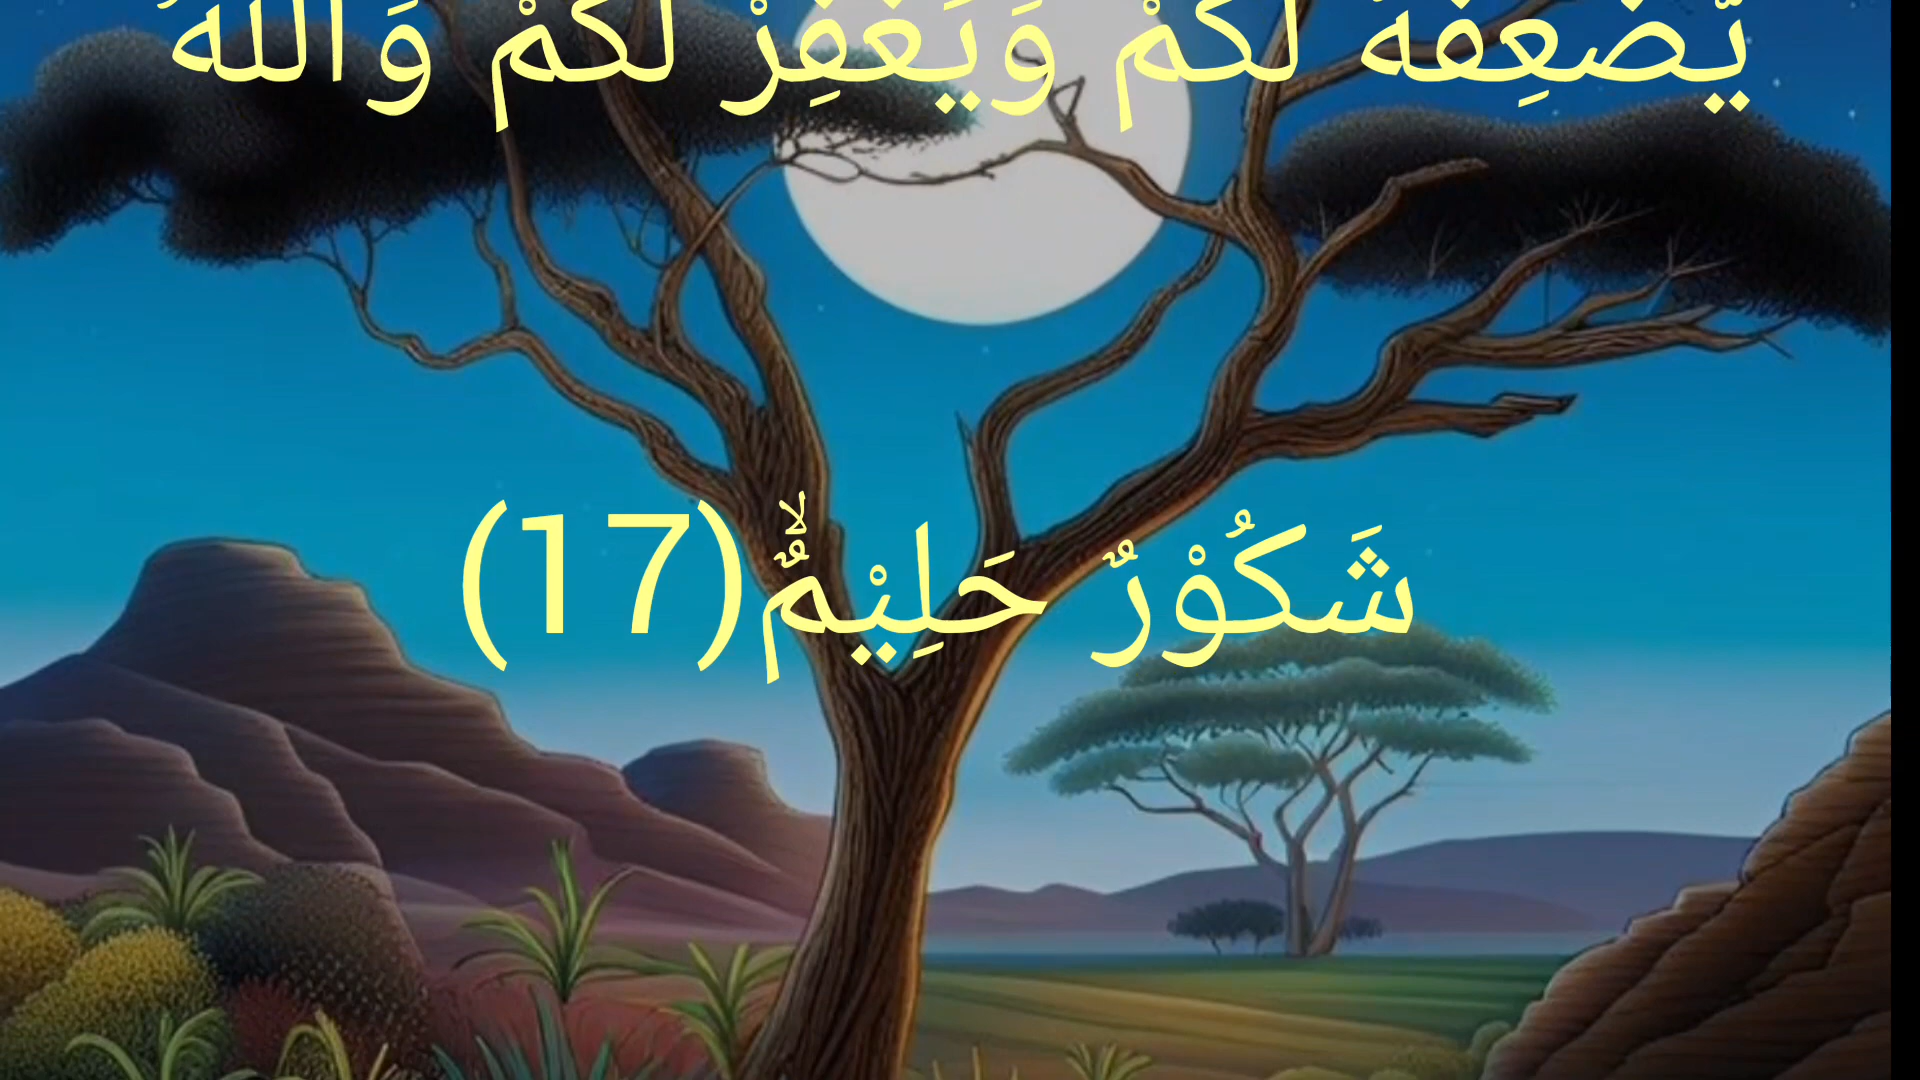 يُّضٰعِفْهُ لَكُمْ وَيَغْفِرْ لَكُمْ وَاللّٰهُ
شَكُوْرٌ حَلِيْمٌۙ(17)